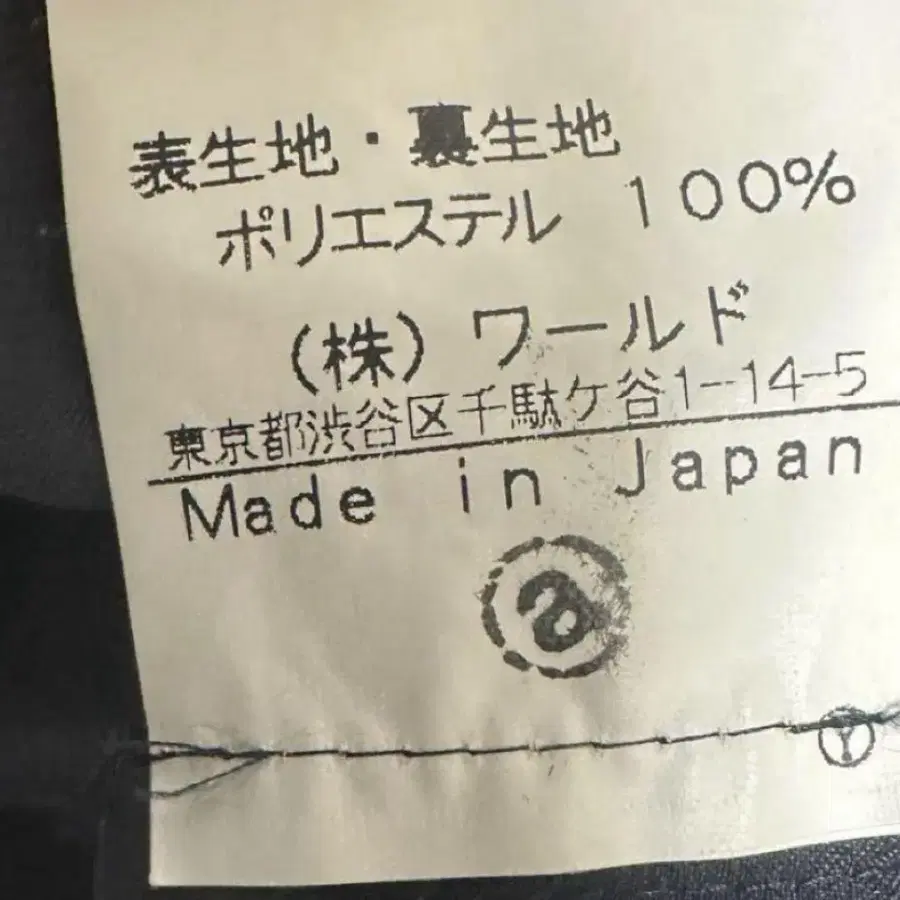 表生地・裏生地
ポリエステル 100%
(株) ワールド
東京都渋谷区千駄ケ谷1-14-5
Made in Japan
a
Y